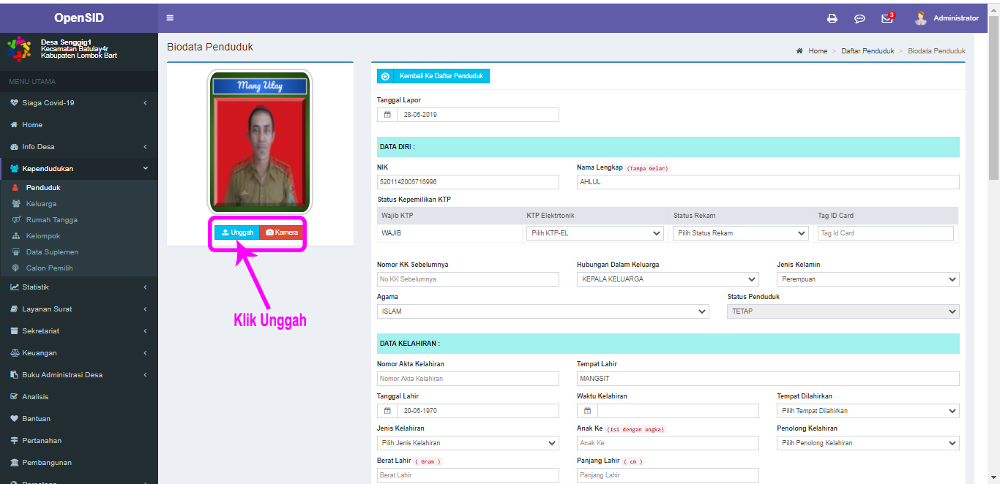 OpenSID
3
Administrator
Desa Senggig1
Kecamatan Batulay4r
Kabupaten Lombok Bart
MENU UTAMA
Siaga Covid-19
Home
Info Desa
Kependudukan
Penduduk
Keluarga
Rumah Tangga
Kelompok
Data Suplemen
Calon Pemilih
Statistik
Layanan Surat
Sekretariat
Keuangan
Buku Administrasi Desa
Analisis
Bantuan
Pertanahan
Pembangunan
Biodata Penduduk
Home > Daftar Penduduk > Biodata Penduduk
Mang Utay
Unggah Kamera
Klik Unggah
Kembali Ke Daftar Penduduk
Tanggal Lapor
28-05-2019
DATA DIRI :
NIK Nama Lengkap (Tanpa Gelar)
5201142005716996 AHLUL
Status Kepemilikan KTP
Wajib KTP KTP Elektrtonik Status Rekam Tag ID Card
WAJIB Pilih KTP-EL Pilih Status Rekam Tag Id Card
Nomor KK Sebelumnya Hubungan Dalam Keluarga Jenis Kelamin
No KK Sebelumnya KEPALA KELUARGA Perempuan
Agama Status Penduduk
ISLAM TETAP
DATA KELAHIRAN :
Nomor Akta Kelahiran Tempat Lahir
Nomor Akta Kelahiran MANGSIT
Tanggal Lahir Waktu Kelahiran Tempat Dilahirkan
20-05-1970 Pilih Tempat Dilahirkan
Jenis Kelahiran Anak Ke (Isi dengan angka) Penolong Kelahiran
Pilih Jenis Kelahiran Anak Ke Pilih Penolong Kelahiran
Berat Lahir ( Gram ) Panjang Lahir ( cm )
Berat Lahir Panjang Lahir